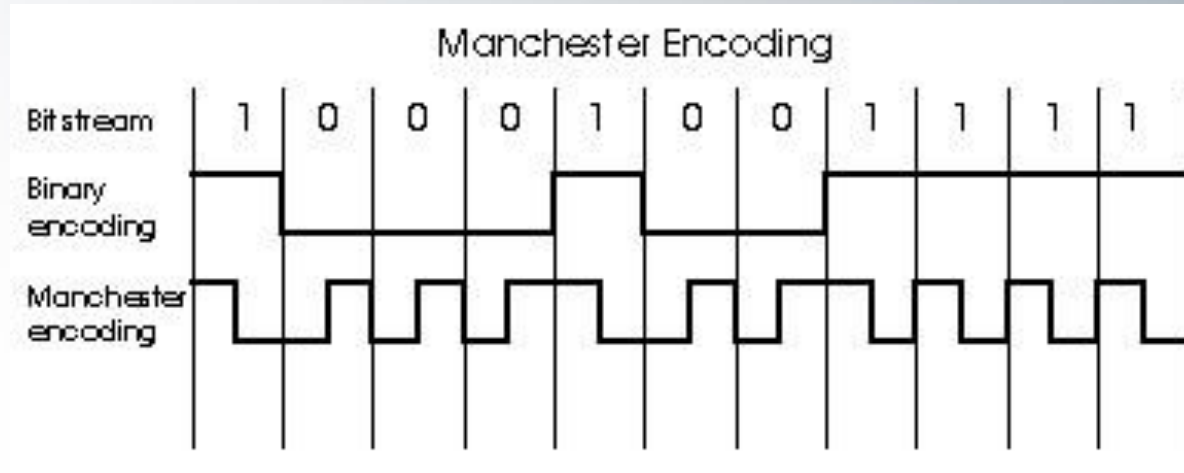 Manchester Encoding
Bit stream 1 0 0 0 1 0 0 1 1 1 1
Binary
encoding
Manchester
encoding